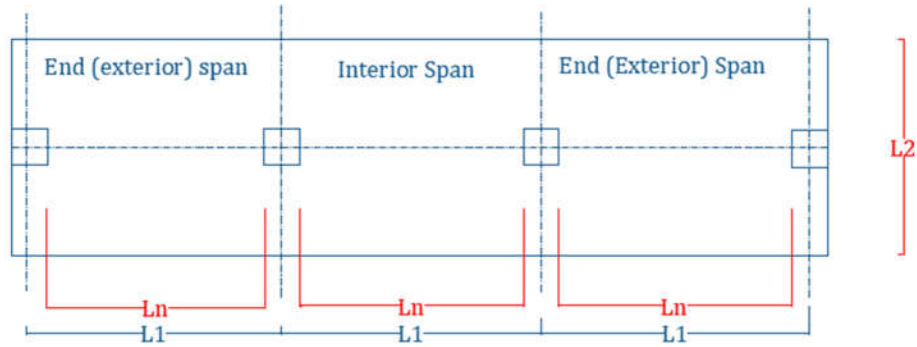 End (exterior) span
Interior Span
End (Exterior) Span
L2
Ln
Ln
Ln
L1
L1
L1